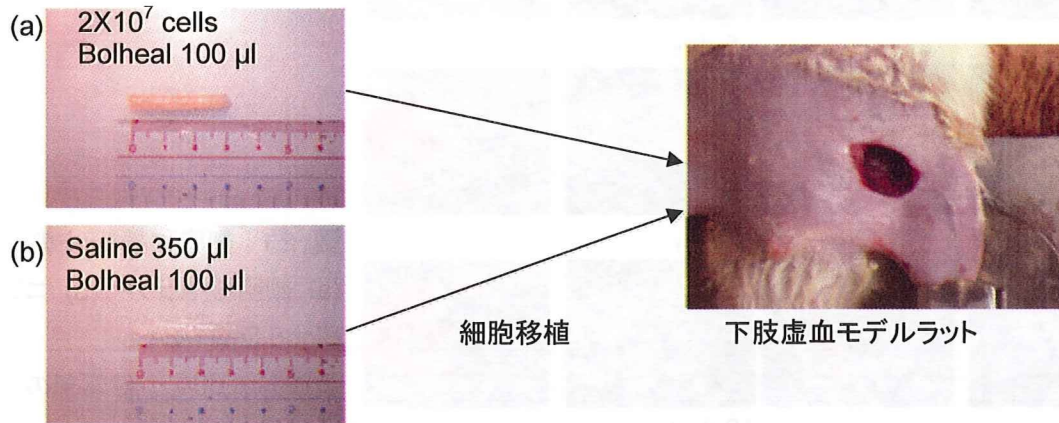 (a) 2X10⁷ cells
Bolheal 100 µl
(b) Saline 350 µl
Bolheal 100 µl
細胞移植
下肢虚血モデルラット